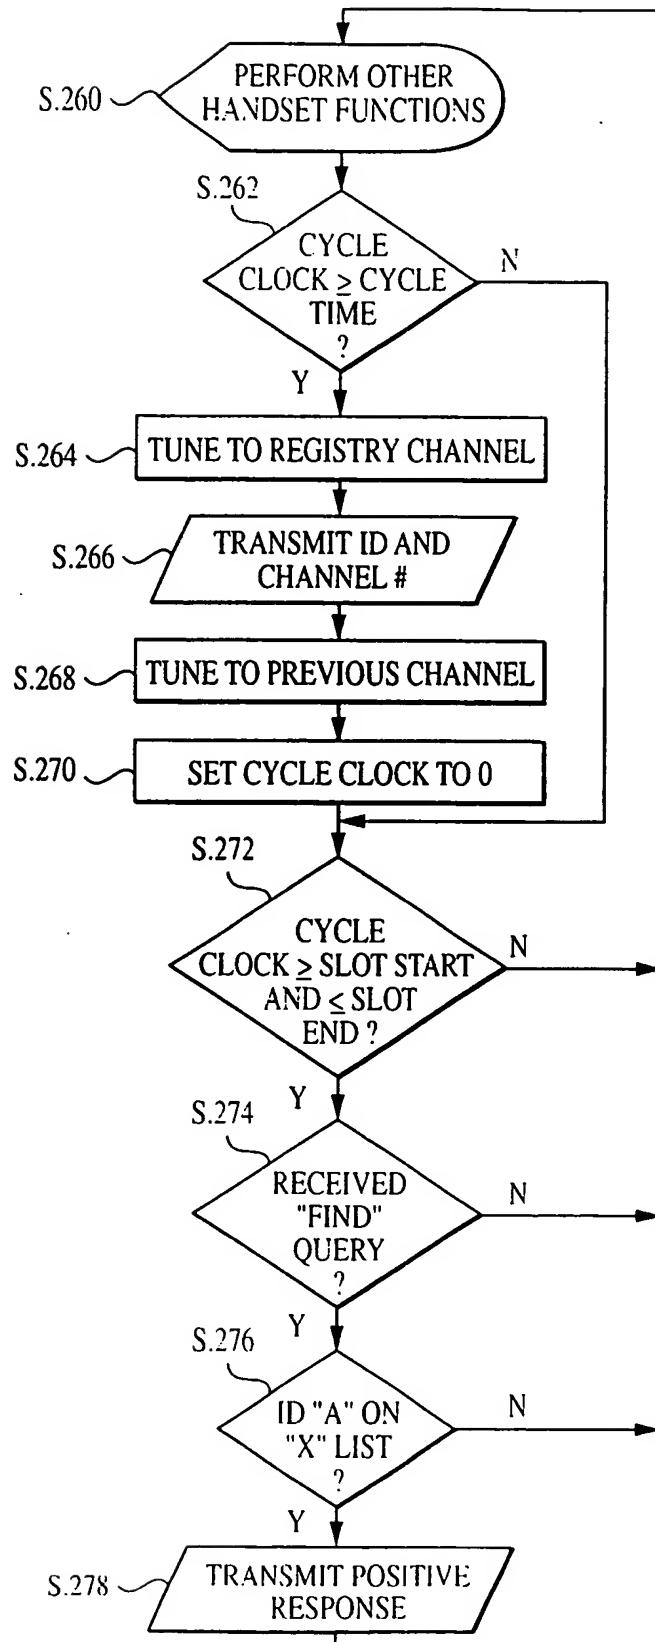 S.260
PERFORM OTHER
HANDSET FUNCTIONS
S.262
CYCLE
CLOCK ≥ CYCLE
TIME
?
N
Y
S.264
TUNE TO REGISTRY CHANNEL
S.266
TRANSMIT ID AND
CHANNEL #
S.268
TUNE TO PREVIOUS CHANNEL
S.270
SET CYCLE CLOCK TO 0
S.272
CYCLE
CLOCK ≥ SLOT START
AND ≤ SLOT
END ?
N
Y
S.274
RECEIVED
"FIND"
QUERY
?
N
Y
S.276
ID "A" ON
"X" LIST
?
N
Y
S.278
TRANSMIT POSITIVE
RESPONSE